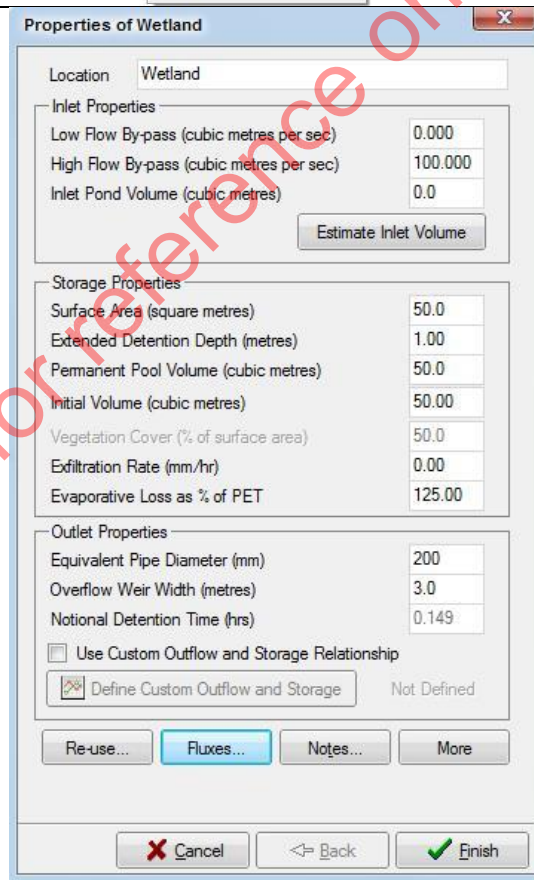 Properties of Wetland
x
Location Wetland
Inlet Properties
Low Flow By-pass (cubic metres per sec) 0.000
High Flow By-pass (cubic metres per sec) 100.000
Inlet Pond Volume (cubic metres) 0.0
Estimate Inlet Volume
Storage Properties
Surface Area (square metres) 50.0
Extended Detention Depth (metres) 1.00
Permanent Pool Volume (cubic metres) 50.0
Initial Volume (cubic metres) 50.00
Vegetation Cover (% of surface area) 50.0
Exfiltration Rate (mm/hr) 0.00
Evaporative Loss as % of PET 125.00
Outlet Properties
Equivalent Pipe Diameter (mm) 200
Overflow Weir Width (metres) 3.0
Notional Detention Time (hrs) 0.149
Use Custom Outflow and Storage Relationship
Define Custom Outflow and Storage Not Defined
Re-use... Fluxes... Notes... More
Cancel Back Finish
or reference on